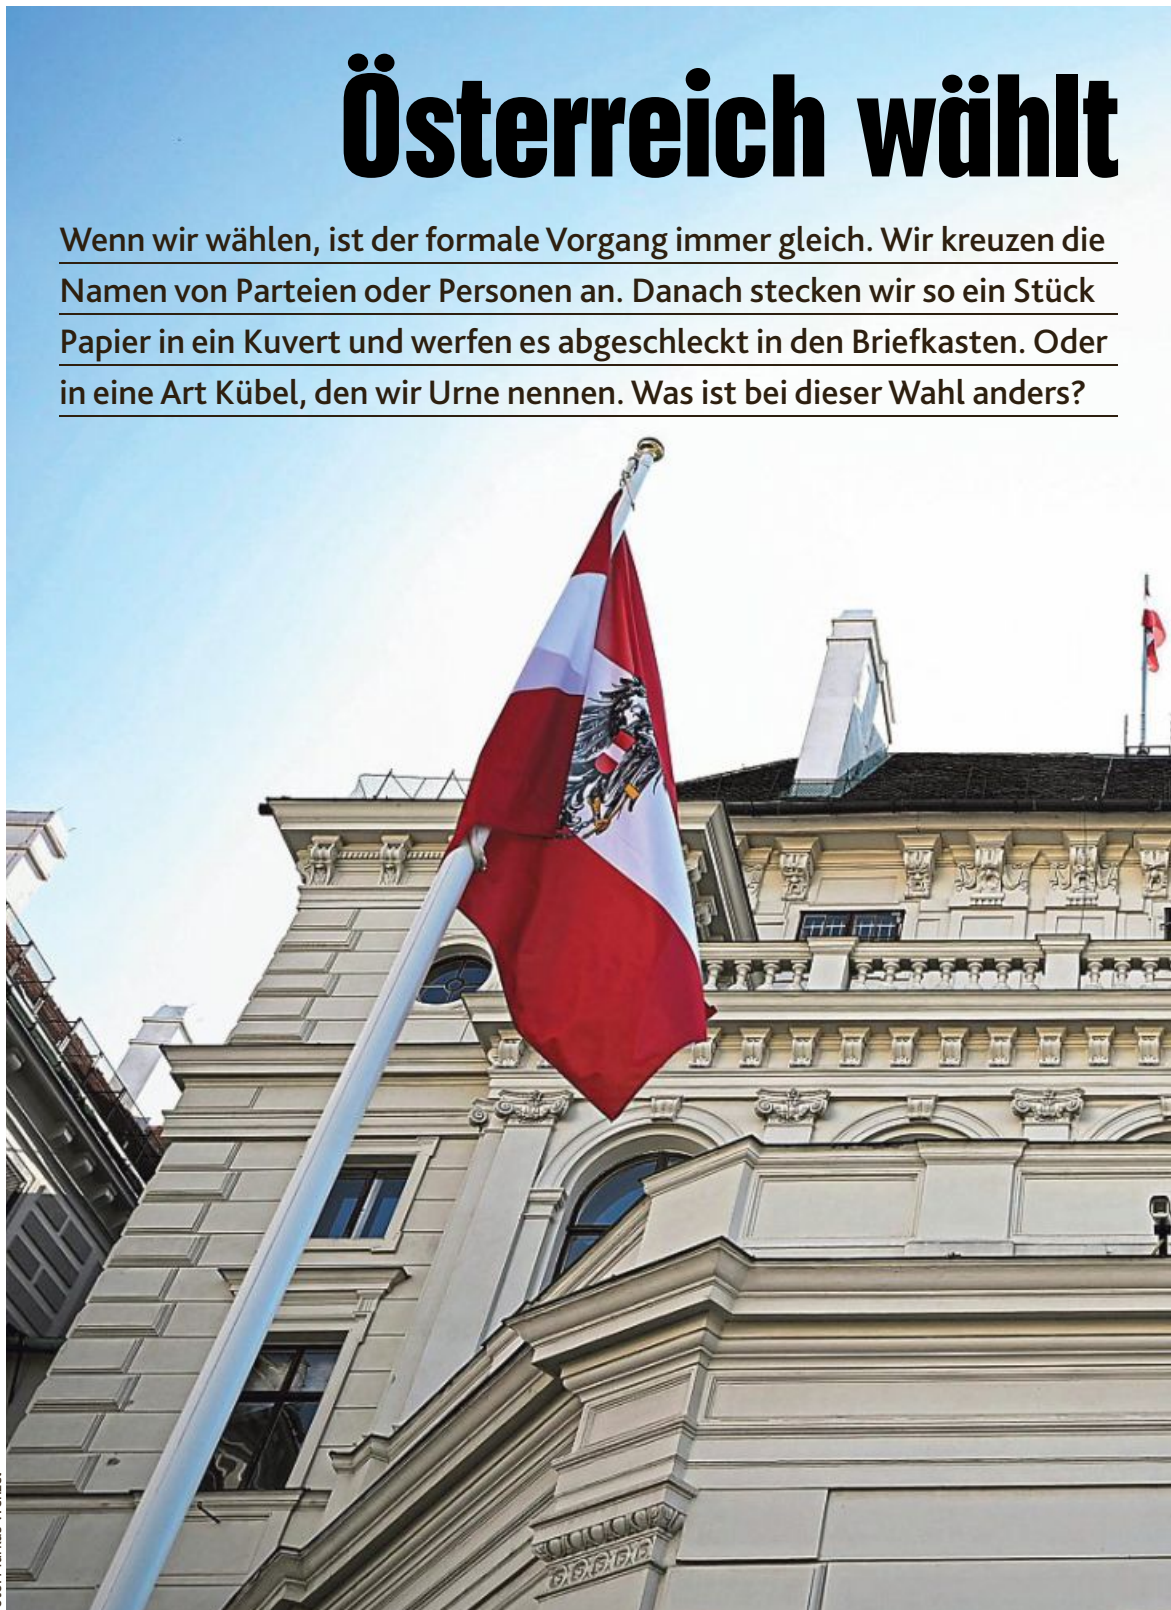 Österreich wählt
Wenn wir wählen, ist der formale Vorgang immer gleich. Wir kreuzen die
Namen von Parteien oder Personen an. Danach stecken wir so ein Stück
Papier in ein Kuvert und werfen es abgeschleckt in den Briefkasten. Oder
in eine Art Kübel, den wir Urne nennen. Was ist bei dieser Wahl anders?